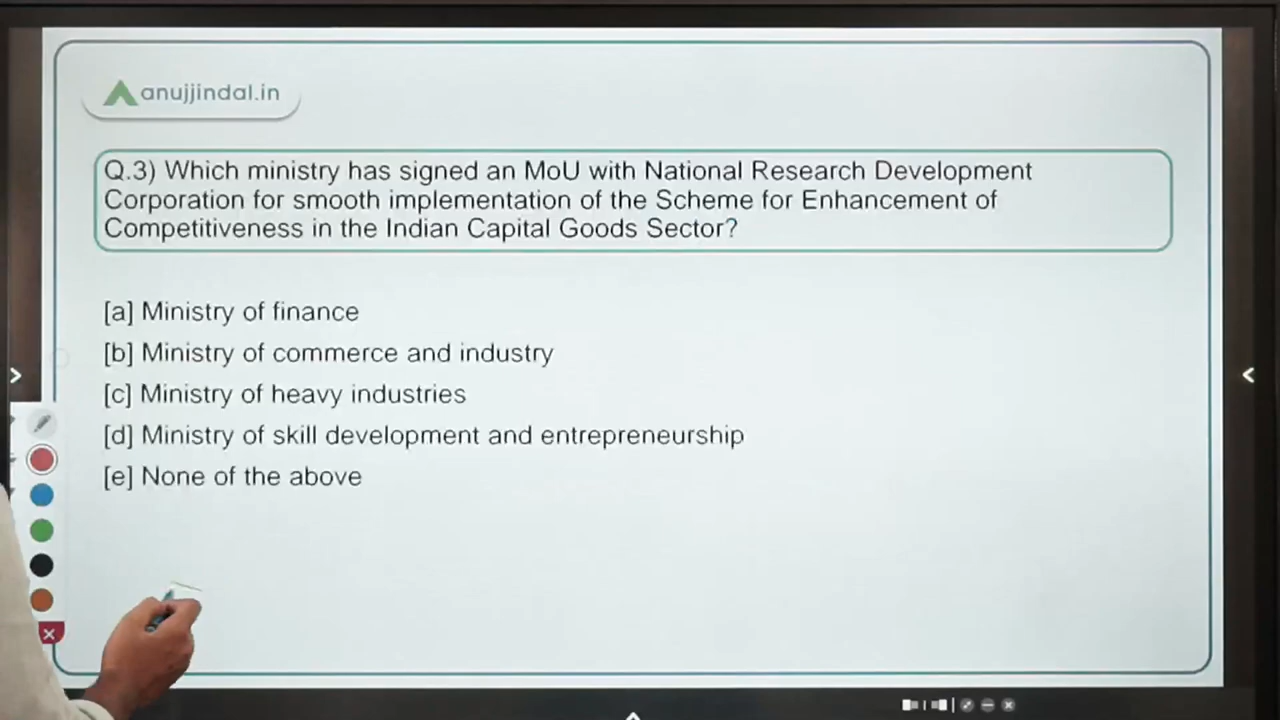 anujjindal.in
Q.3) Which ministry has signed an MoU with National Research Development
Corporation for smooth implementation of the Scheme for Enhancement of
Competitiveness in the Indian Capital Goods Sector?
[a] Ministry of finance
[b] Ministry of commerce and industry
[c] Ministry of heavy industries
[d] Ministry of skill development and entrepreneurship
[e] None of the above